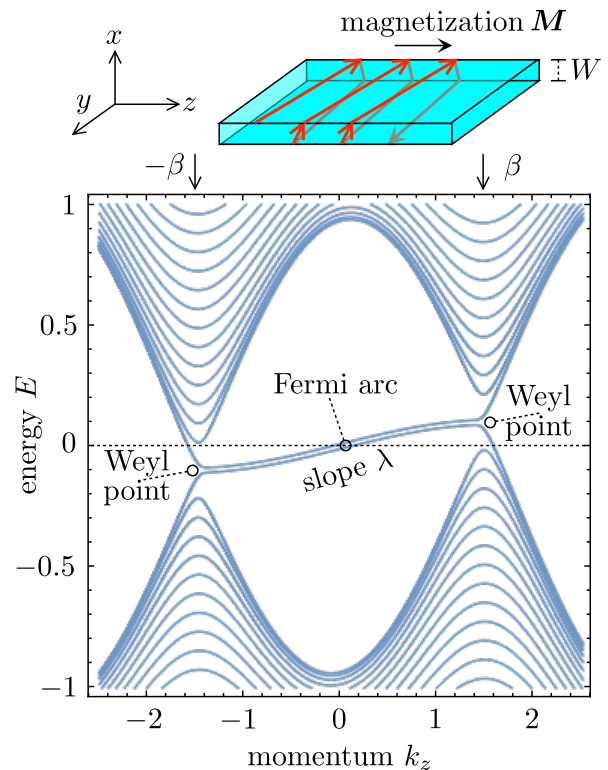 magnetization M
x
y
z
W
−β
β
1
0.5
0
−0.5
−1
energy E
Fermi arc
Weyl
point
Weyl
point
slope λ
−2
−1
0
1
2
momentum k_z